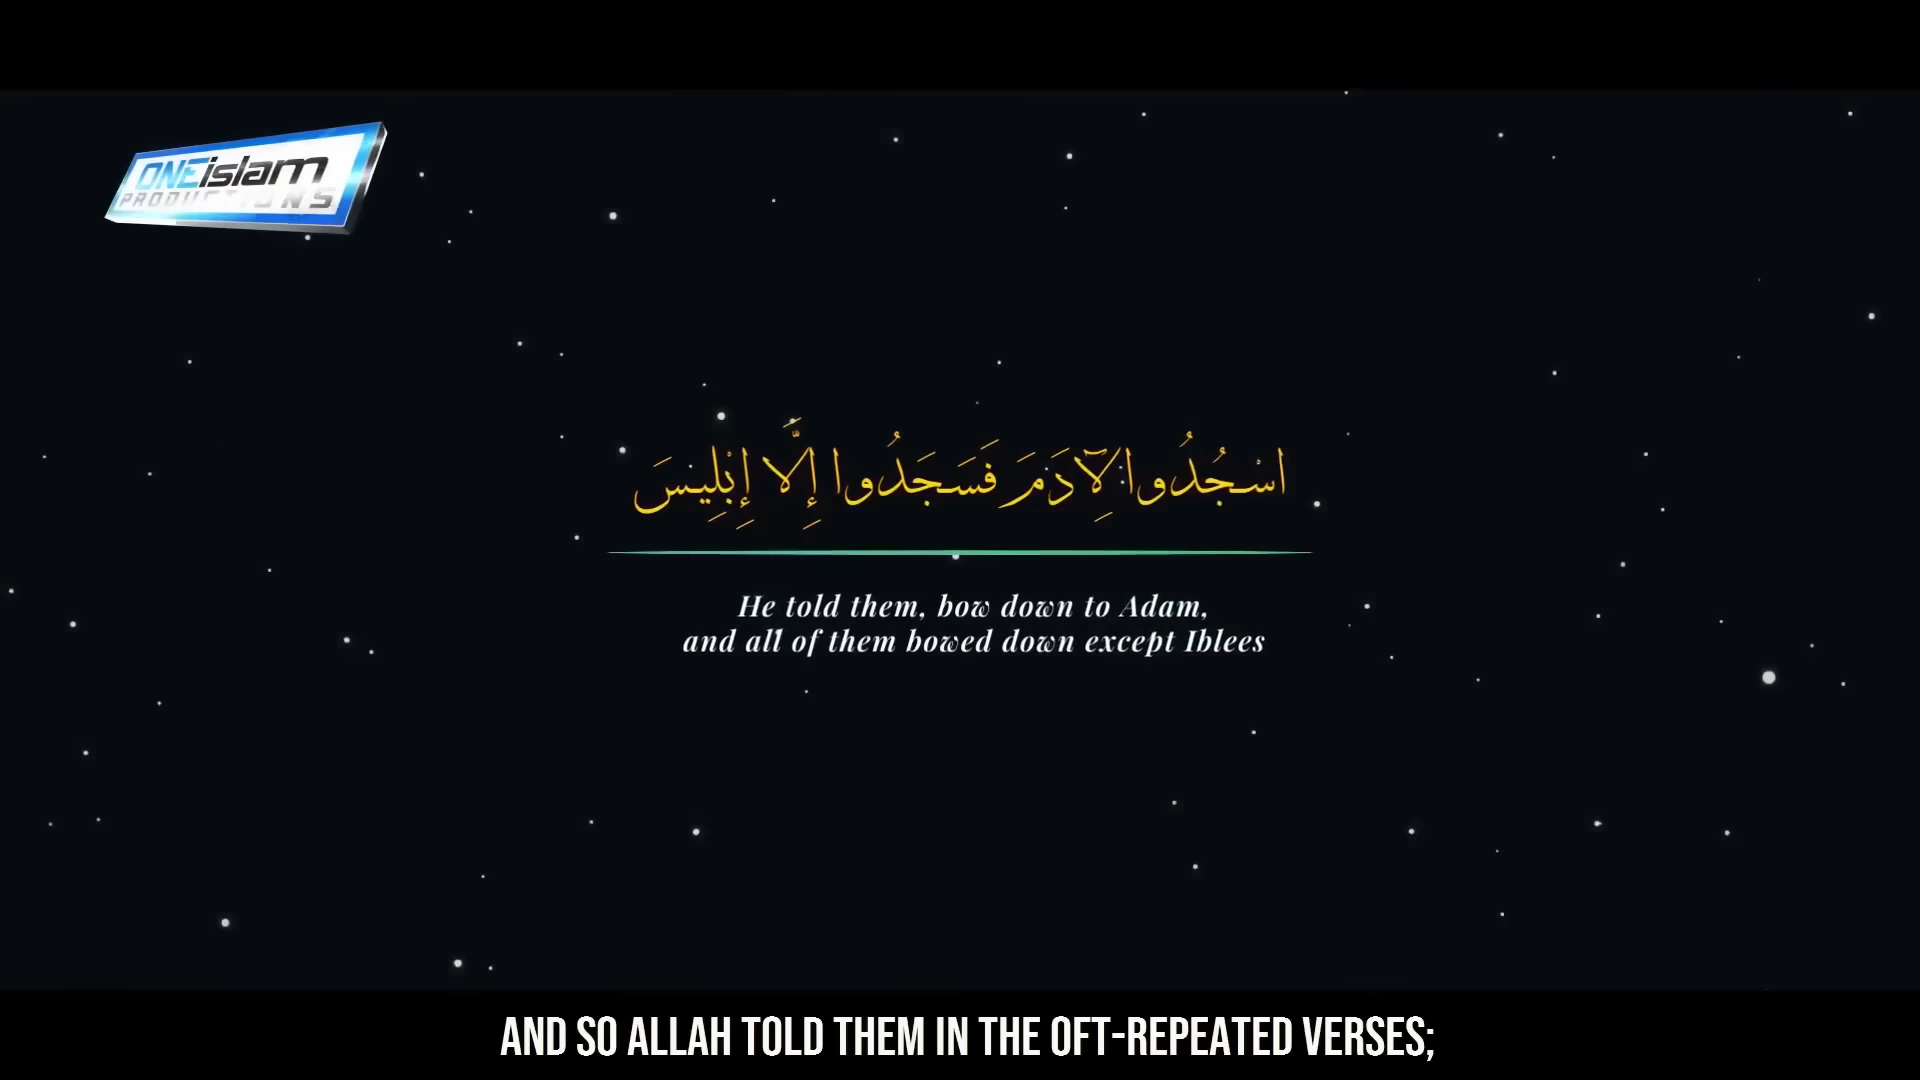 ONEislam
PRODUCTIONS
اسْجُدُوا لِآدَمَ فَسَجَدُوا إِلَّا إِبْلِيسَ
He told them, bow down to Adam,
and all of them bowed down except Iblees
AND SO ALLAH TOLD THEM IN THE OFT-REPEATED VERSES;